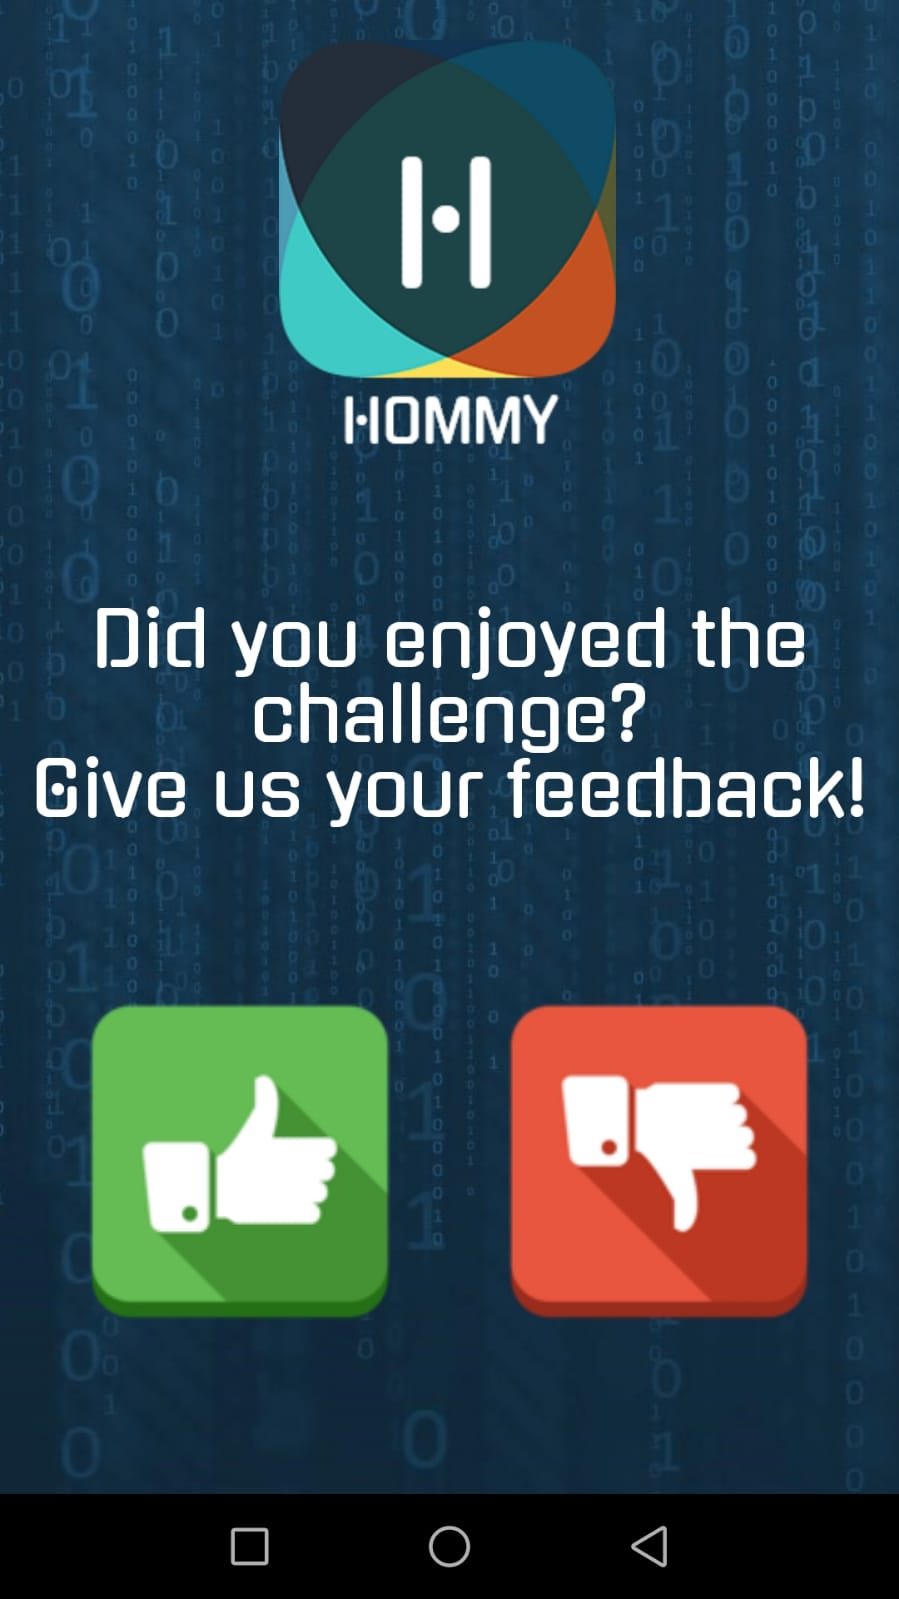 H
HOMMY
Did you enjoyed the
challenge?
Give us your feedback!